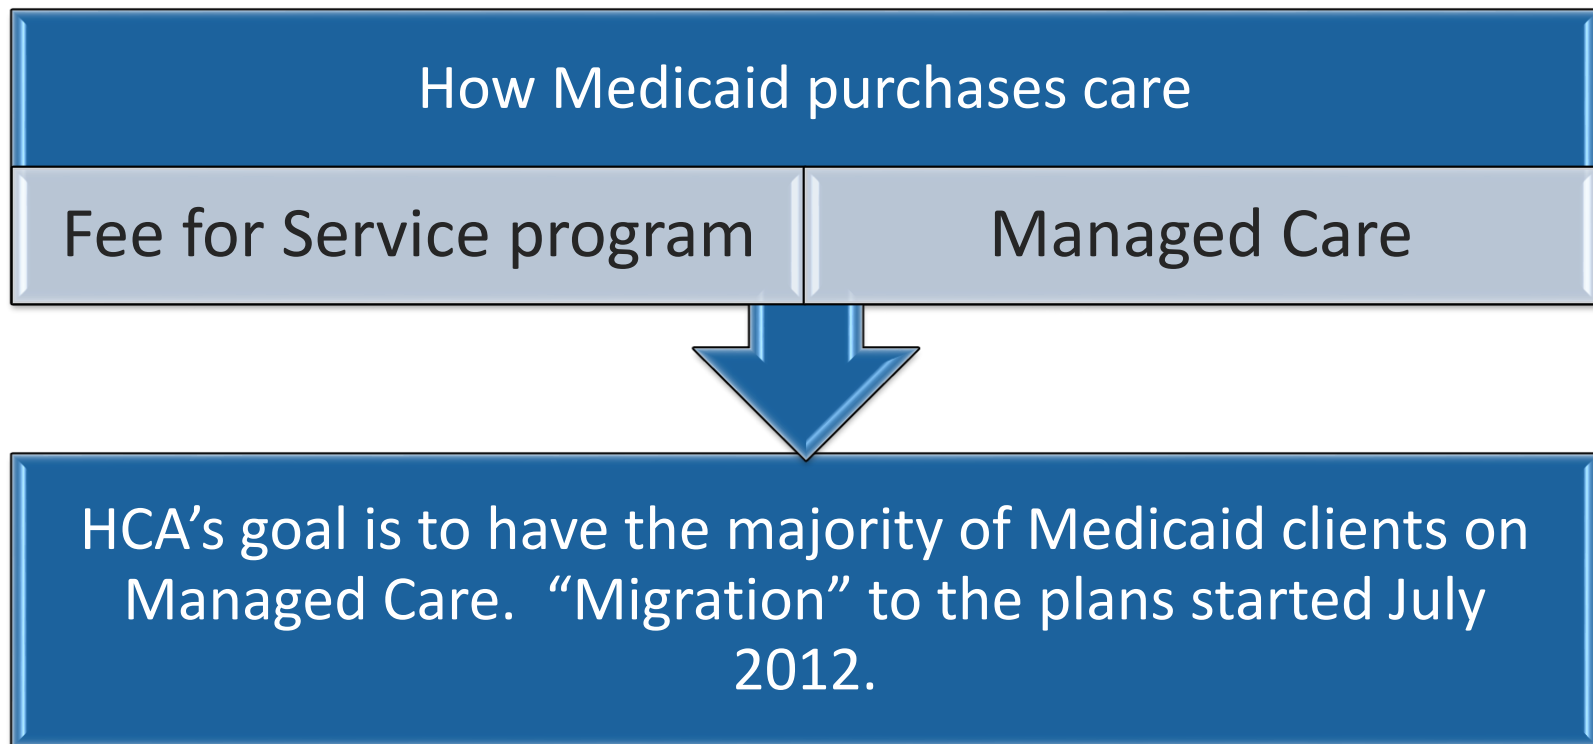 How Medicaid purchases care
Fee for Service program
Managed Care
HCA’s goal is to have the majority of Medicaid clients on
Managed Care.  “Migration” to the plans started July
2012.